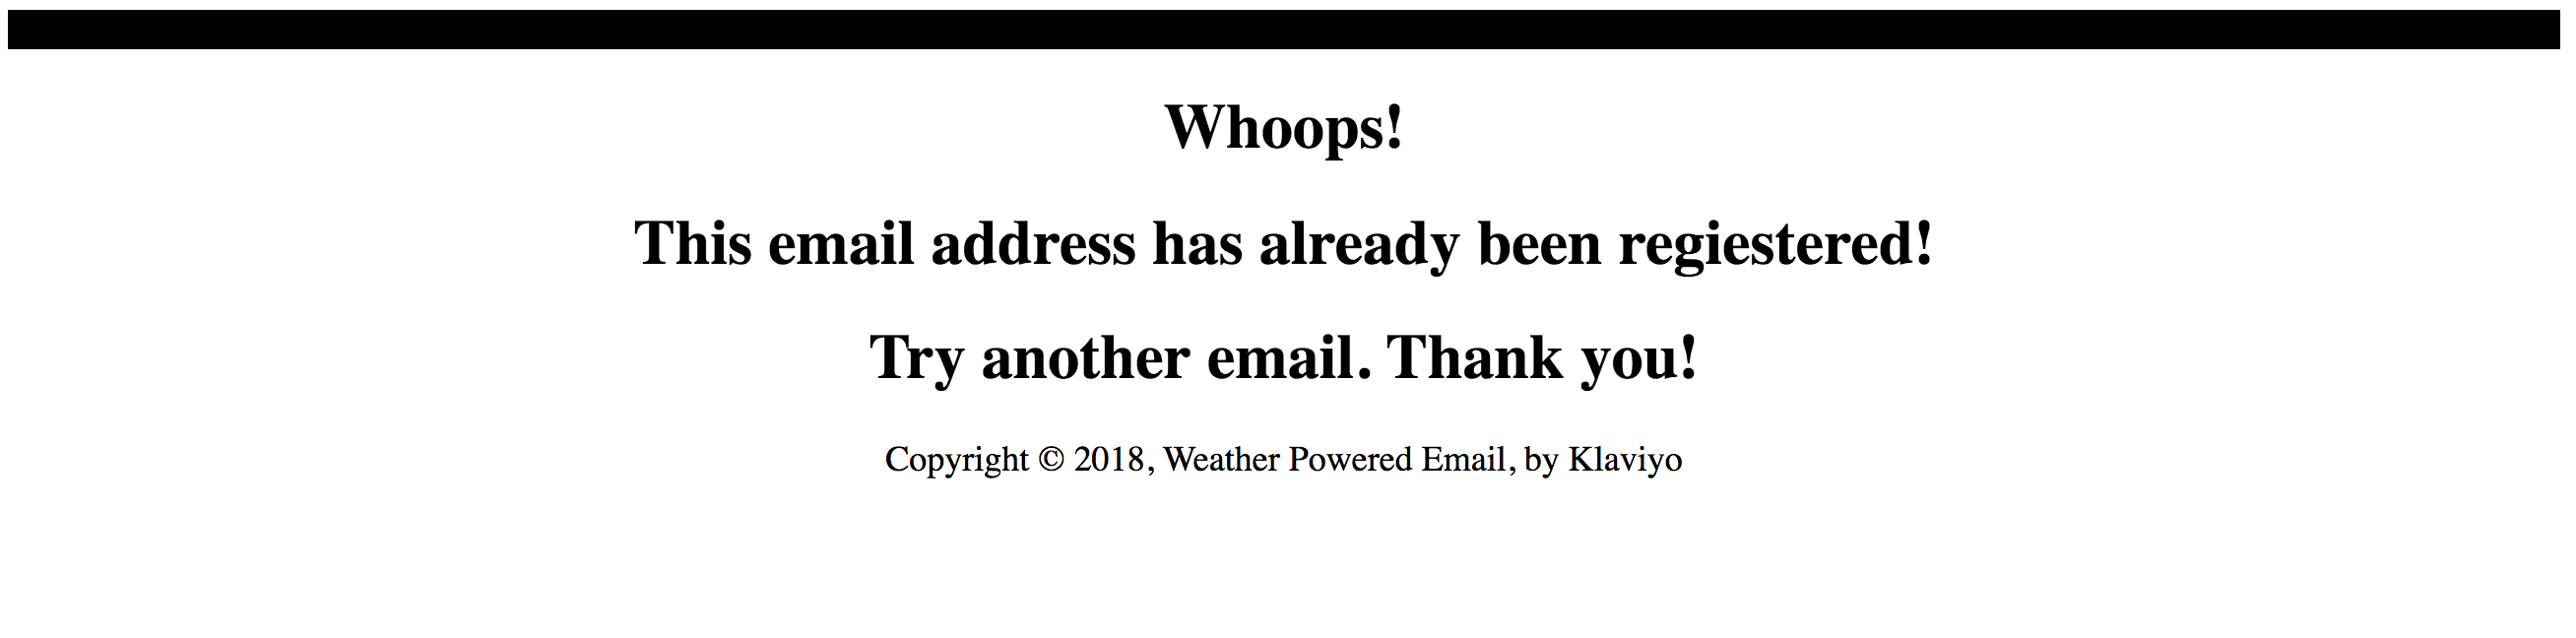 Whoops!
This email address has already been regiestered!
Try another email. Thank you!
Copyright © 2018, Weather Powered Email, by Klaviyo